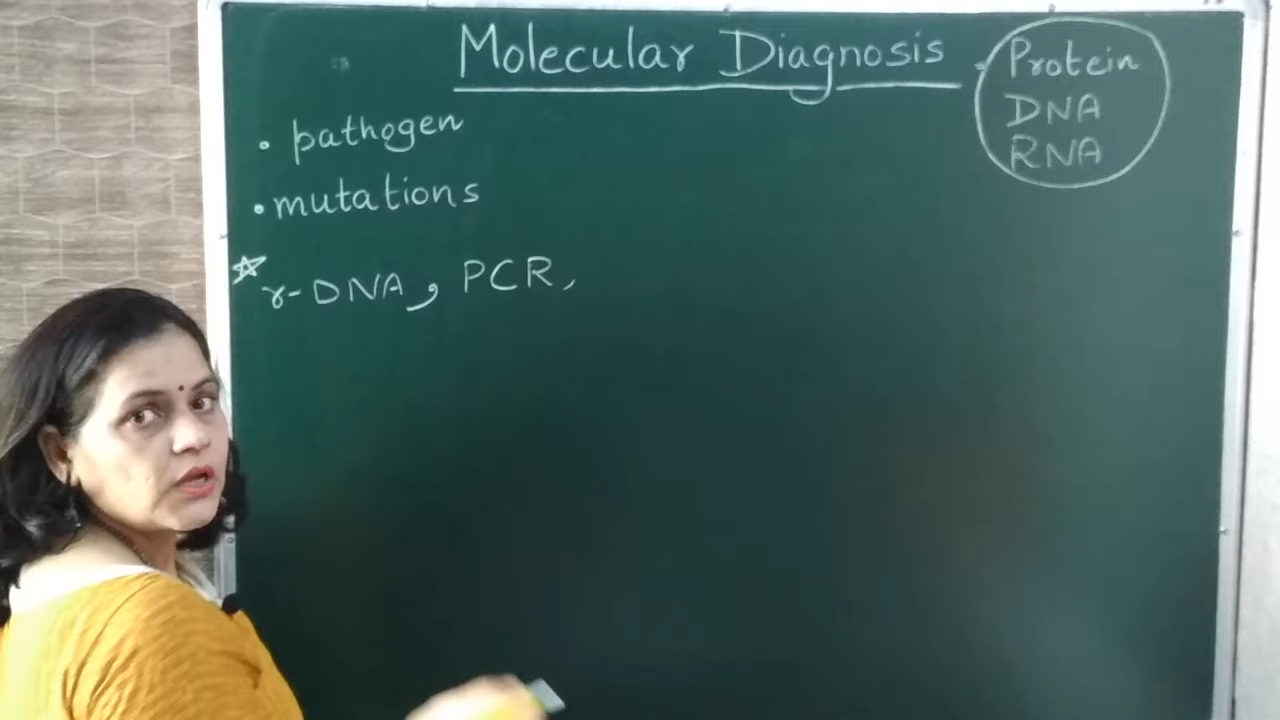 Molecular Diagnosis
Protein
DNA
RNA
• pathogen
• mutations
☆ r-DNA, PCR,